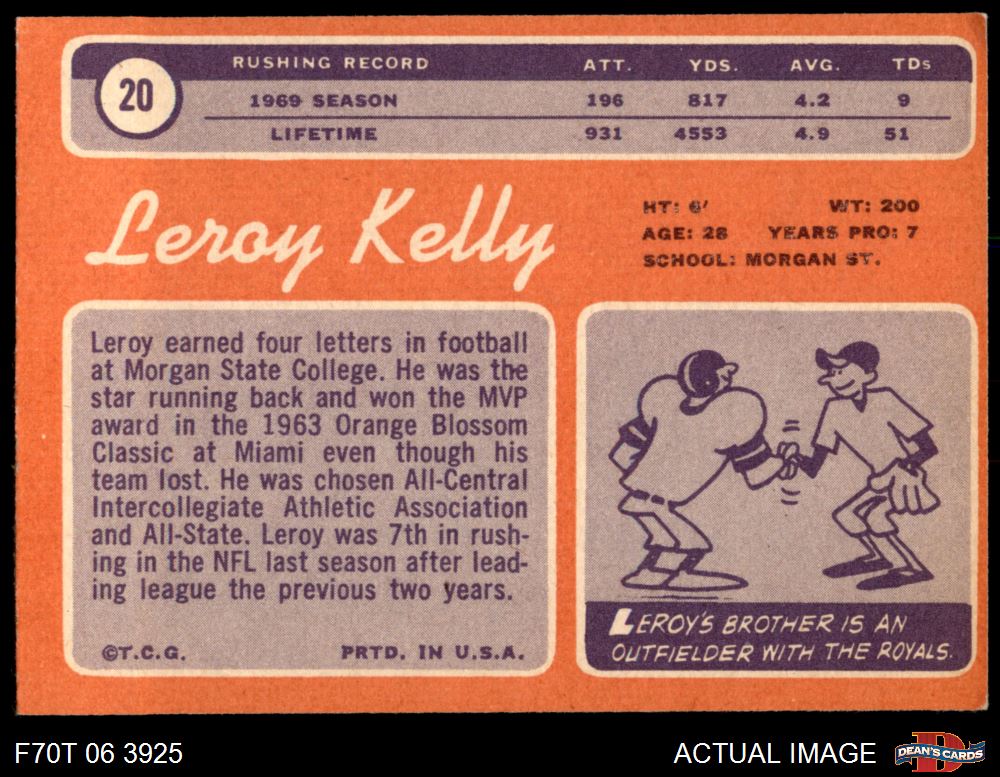 20
RUSHING RECORD ATT. YDS. AVG. TDs
1969 SEASON 196 817 4.2 9
LIFETIME 931 4553 4.9 51
Leroy Kelly
HT: 6' WT: 200
AGE: 28 YEARS PRO: 7
SCHOOL: MORGAN ST.
Leroy earned four letters in football
at Morgan State College. He was the
star running back and won the MVP
award in the 1963 Orange Blossom
Classic at Miami even though his
team lost. He was chosen All-Central
Intercollegiate Athletic Association
and All-State. Leroy was 7th in rush-
ing in the NFL last season after lead-
ing league the previous two years.
©T.C.G. PRTD. IN U.S.A.
LEROY'S BROTHER IS AN
OUTFIELDER WITH THE ROYALS.
F70T 06 3925 ACTUAL IMAGE
D
DEAN'S CARDS